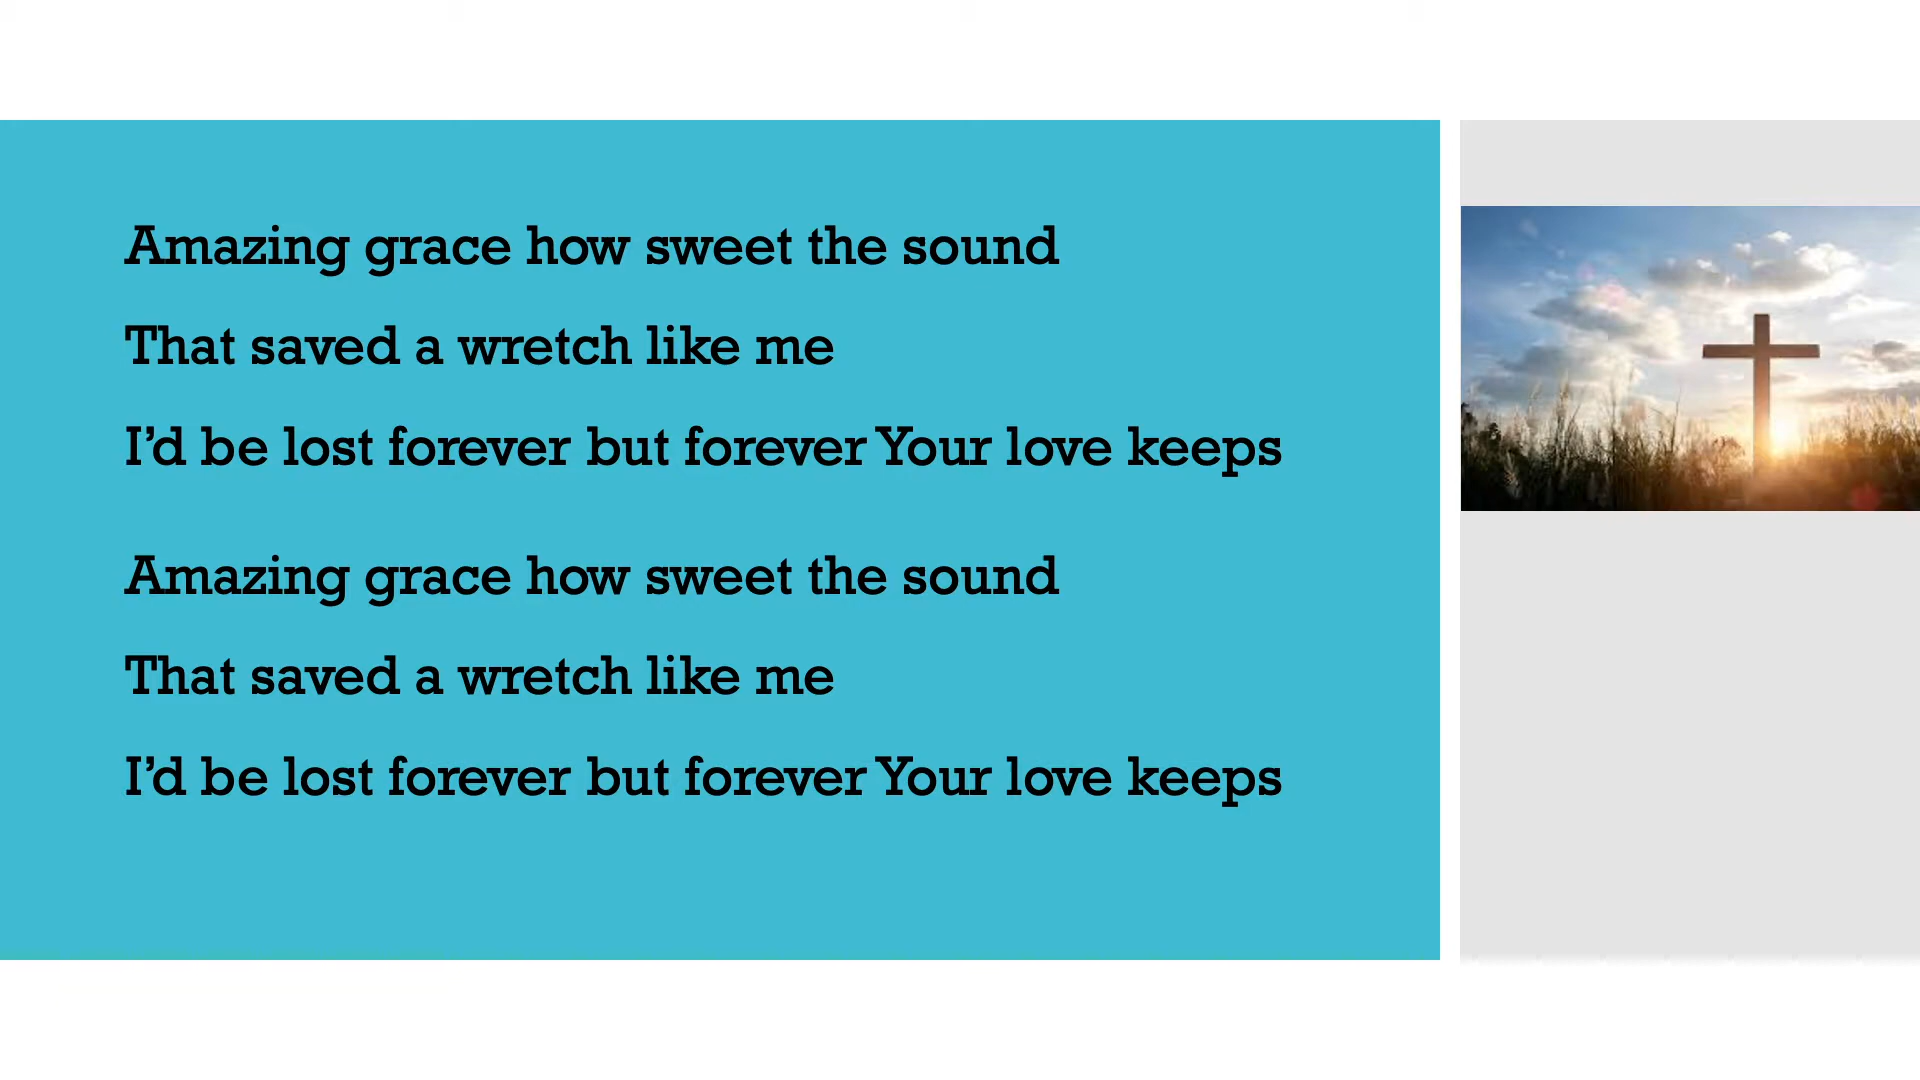 Amazing grace how sweet the sound
That saved a wretch like me
I’d be lost forever but forever Your love keeps
Amazing grace how sweet the sound
That saved a wretch like me
I’d be lost forever but forever Your love keeps